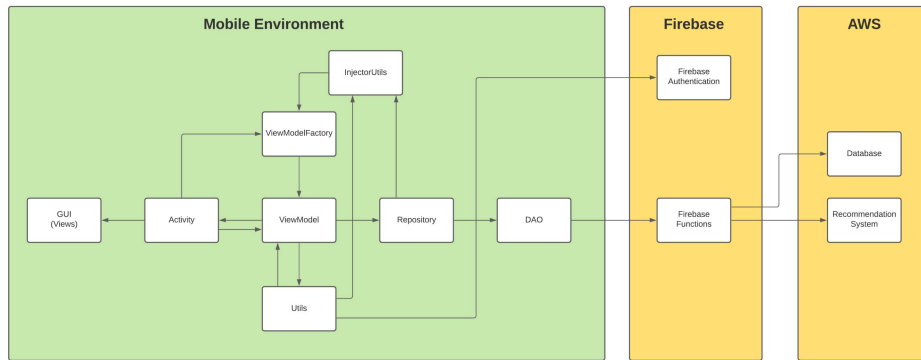 Mobile Environment
Firebase
AWS
InjectorUtils
Firebase
Authentication
ViewModelFactory
Database
GUI
(Views)
Activity
ViewModel
Repository
DAO
Firebase
Functions
Recommendation
System
Utils